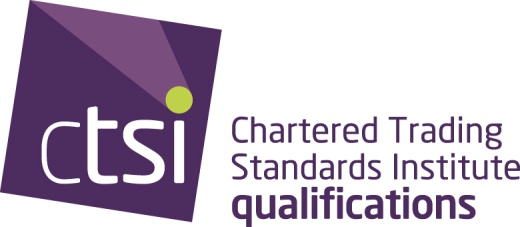 ctsi
Chartered Trading
Standards Institute
qualifications